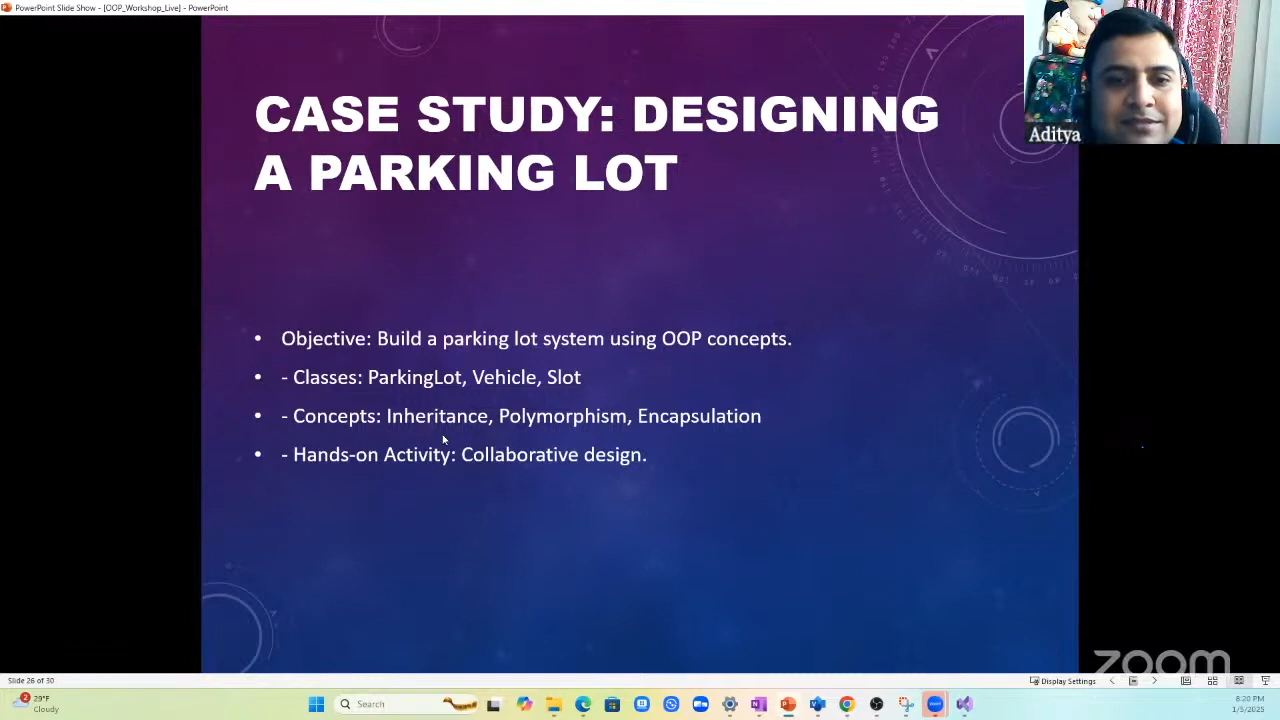 PowerPoint Slide Show - [OOP_Workshop_Live] - PowerPoint
Aditya
CASE STUDY: DESIGNING
A PARKING LOT
• Objective: Build a parking lot system using OOP concepts.
• - Classes: ParkingLot, Vehicle, Slot
• - Concepts: Inheritance, Polymorphism, Encapsulation
• - Hands-on Activity: Collaborative design.
zoom
Slide 26 of 30
Display Settings
2
29°F
Cloudy
Search
8:20 PM
1/5/2025